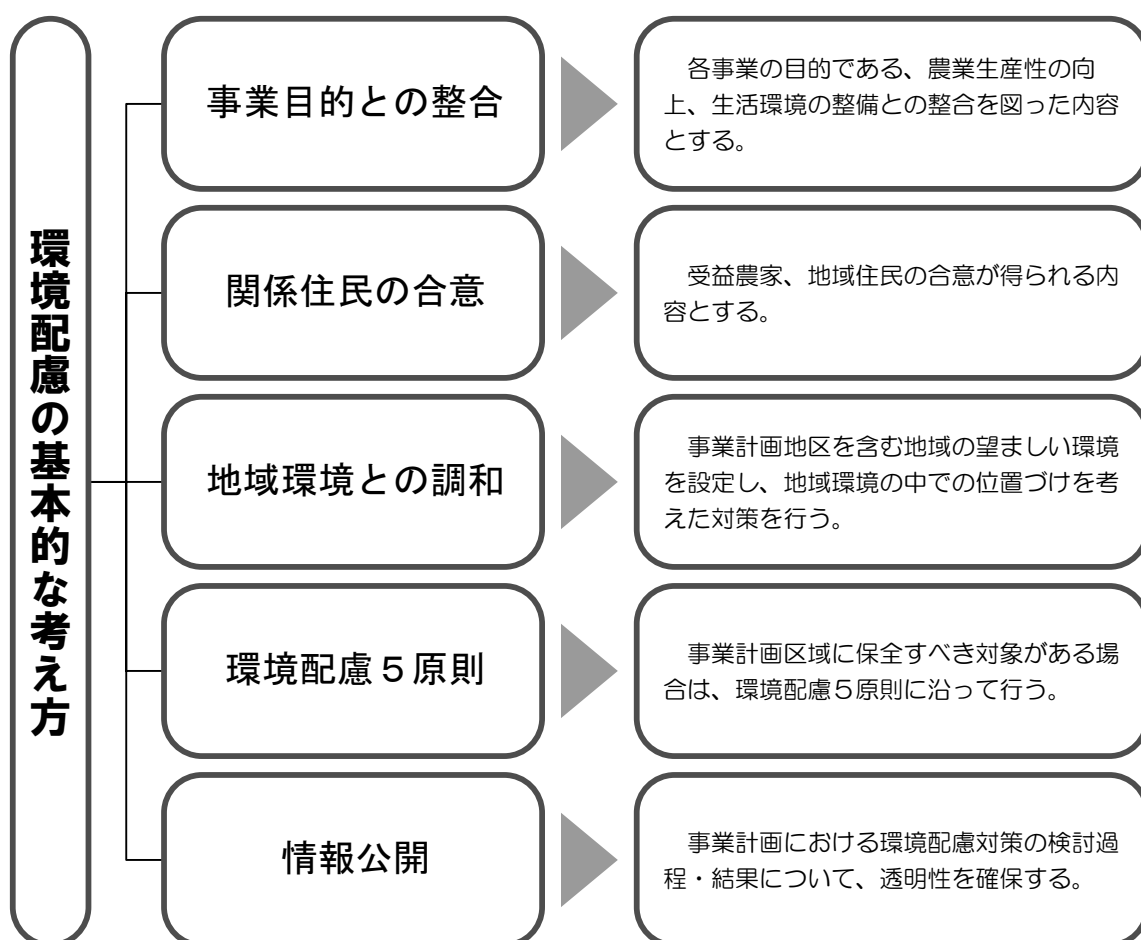 環境配慮の基本的な考え方
事業目的との整合
各事業の目的である、農業生産性の向
上、生活環境の整備との整合を図った内容
とする。
関係住民の合意
受益農家、地域住民の合意が得られる内
容とする。
地域環境との調和
事業計画地区を含む地域の望ましい環境
を設定し、地域環境の中での位置づけを考
えた対策を行う。
環境配慮５原則
事業計画区域に保全すべき対象がある場
合は、環境配慮５原則に沿って行う。
情報公開
事業計画における環境配慮対策の検討過
程・結果について、透明性を確保する。